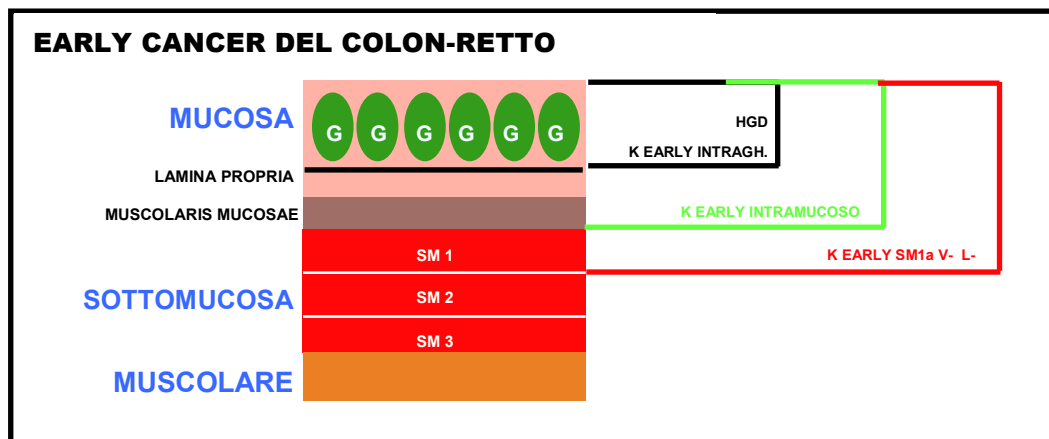 EARLY CANCER DEL COLON-RETTO
MUCOSA
G G G G G G
HGD
K EARLY INTRAGH.
LAMINA PROPRIA
MUSCOLARIS MUCOSAE
K EARLY INTRAMUCOSO
SM 1
K EARLY SM1a V- L-
SOTTOMUCOSA
SM 2
SM 3
MUSCOLARE